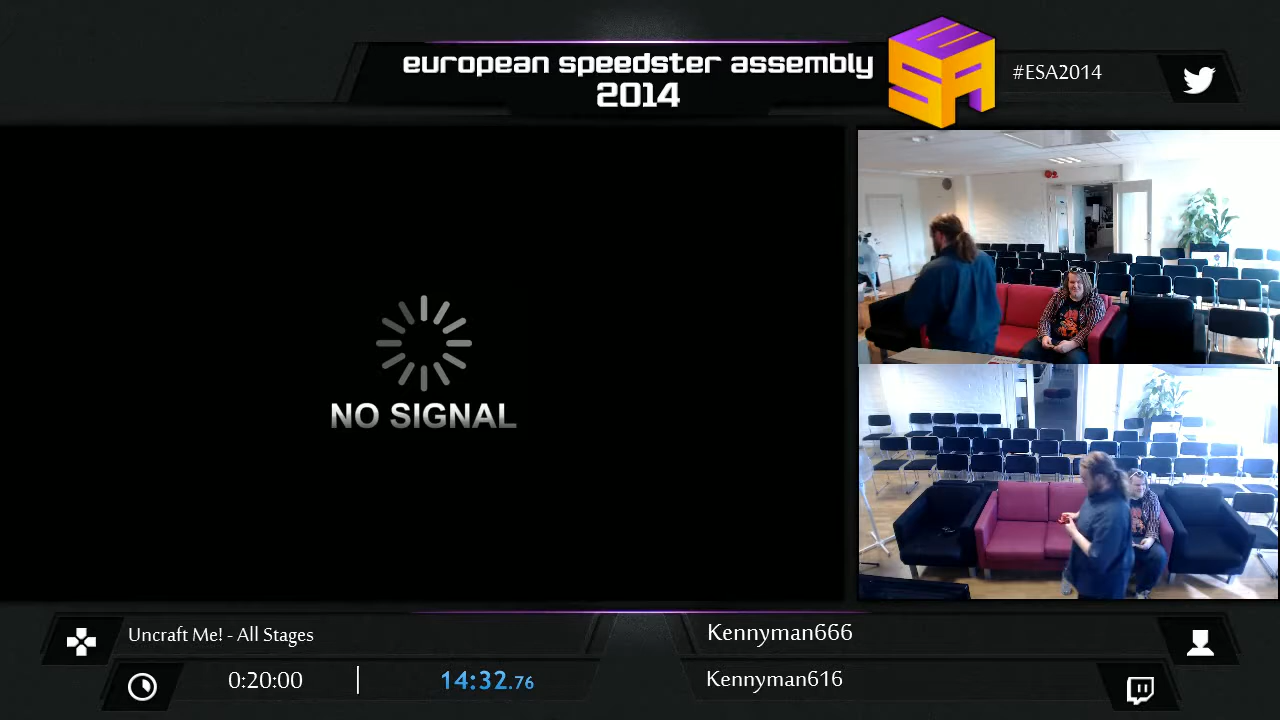 european speedster assembly
2014
ESA
#ESA2014
NO SIGNAL
Uncraft Me! - All Stages
Kennyman666
0:20:00
14:32.76
Kennyman616